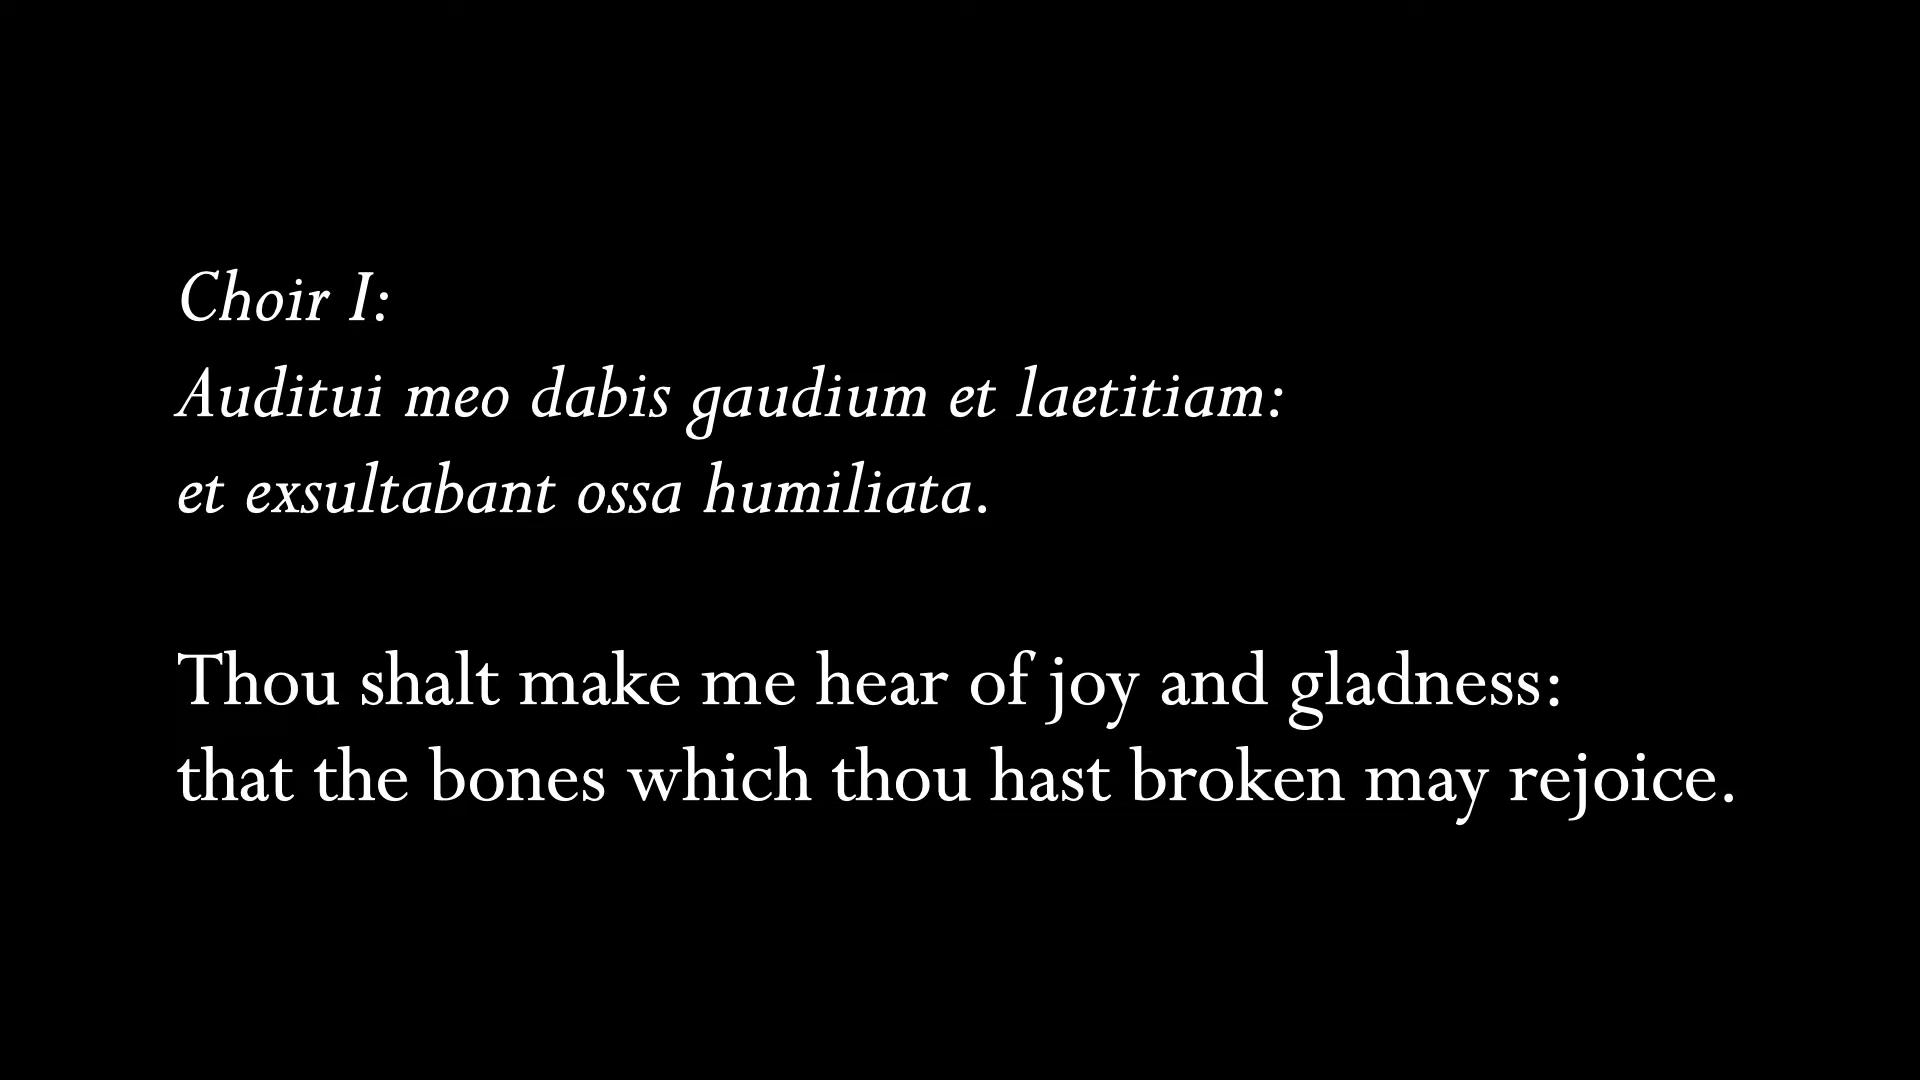 Choir I:
Auditui meo dabis gaudium et laetitiam:
et exsultabant ossa humiliata.
Thou shalt make me hear of joy and gladness:
that the bones which thou hast broken may rejoice.